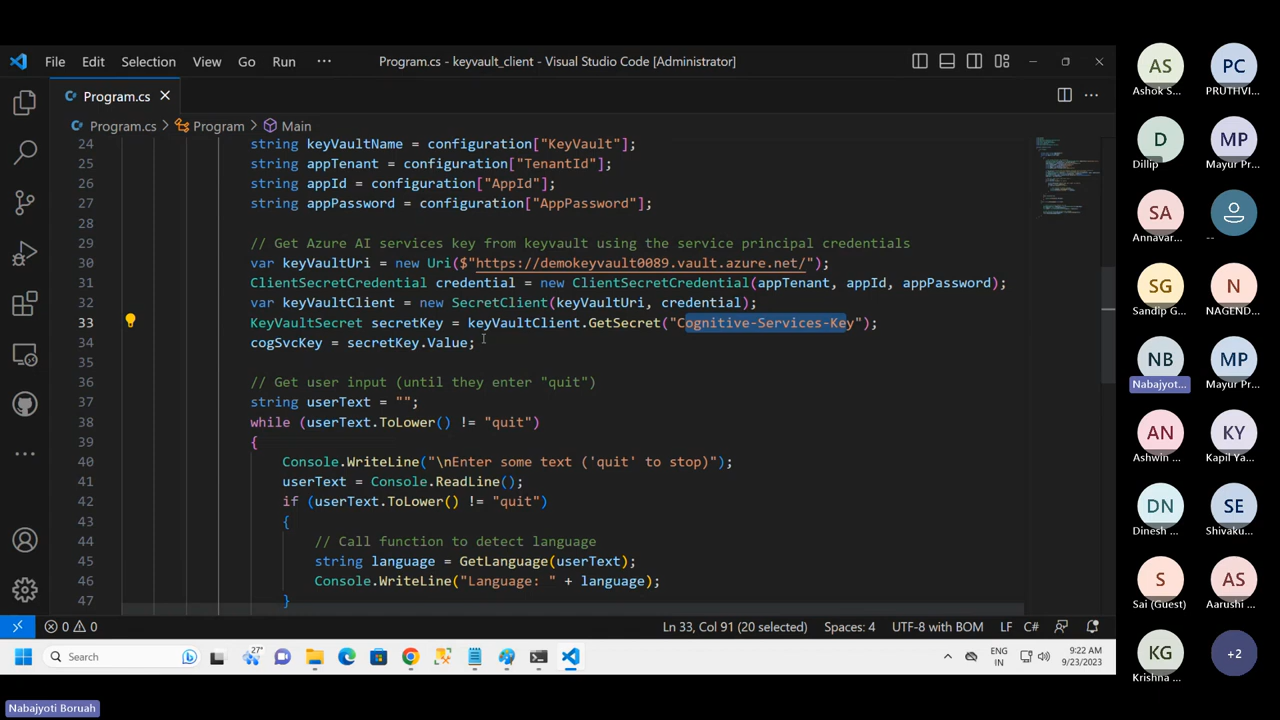 File Edit Selection View Go Run ··· Program.cs - keyvault_client - Visual Studio Code [Administrator]
Program.cs
Program.cs > Program > Main
24 string keyVaultName = configuration["KeyVault"];
25 string appTenant = configuration["TenantId"];
26 string appId = configuration["AppId"];
27 string appPassword = configuration["AppPassword"];
28
29 // Get Azure AI services key from keyvault using the service principal credentials
30 var keyVaultUri = new Uri($"https://demokeyvault0089.vault.azure.net/");
31 ClientSecretCredential credential = new ClientSecretCredential(appTenant, appId, appPassword);
32 var keyVaultClient = new SecretClient(keyVaultUri, credential);
33 KeyVaultSecret secretKey = keyVaultClient.GetSecret("Cognitive-Services-Key");
34 cogSvcKey = secretKey.Value;
35
36 // Get user input (until they enter "quit")
37 string userText = "";
38 while (userText.ToLower() != "quit")
39 {
40 Console.WriteLine("\nEnter some text ('quit' to stop)");
41 userText = Console.ReadLine();
42 if (userText.ToLower() != "quit")
43 {
44 // Call function to detect language
45 string language = GetLanguage(userText);
46 Console.WriteLine("Language: " + language);
47 }
0 0 Ln 33, Col 91 (20 selected) Spaces: 4 UTF-8 with BOM LF C#
Search 27° ENG IN 9:22 AM 9/23/2023
Nabajyoti Boruah
AS PC
Ashok S... PRUTHVI...
D MP
Dillip Mayur Pr...
SA
Annavar... --
SG N
Sandip G... NAGEND...
NB MP
Nabajyot... Mayur Pr...
AN KY
Ashwin ... Kapil Ya...
DN SE
Dinesh ... Shivaku...
S AS
Sai (Guest) Aarushi ...
KG +2
Krishna ...